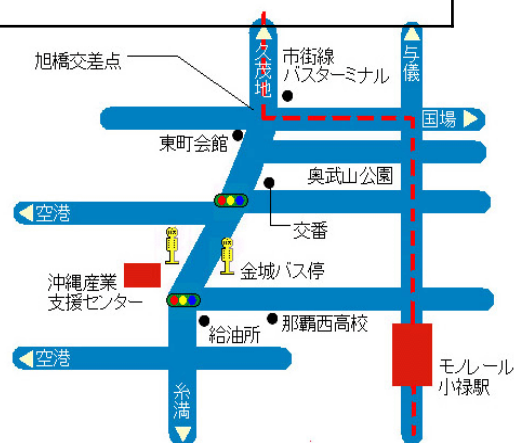 久茂地
与儀
旭橋交差点
市街線
バスターミナル
国場
東町会館
奥武山公園
空港
交番
金城バス停
沖縄産業
支援センター
給油所
那覇西高校
空港
モノレール
小禄駅
糸満